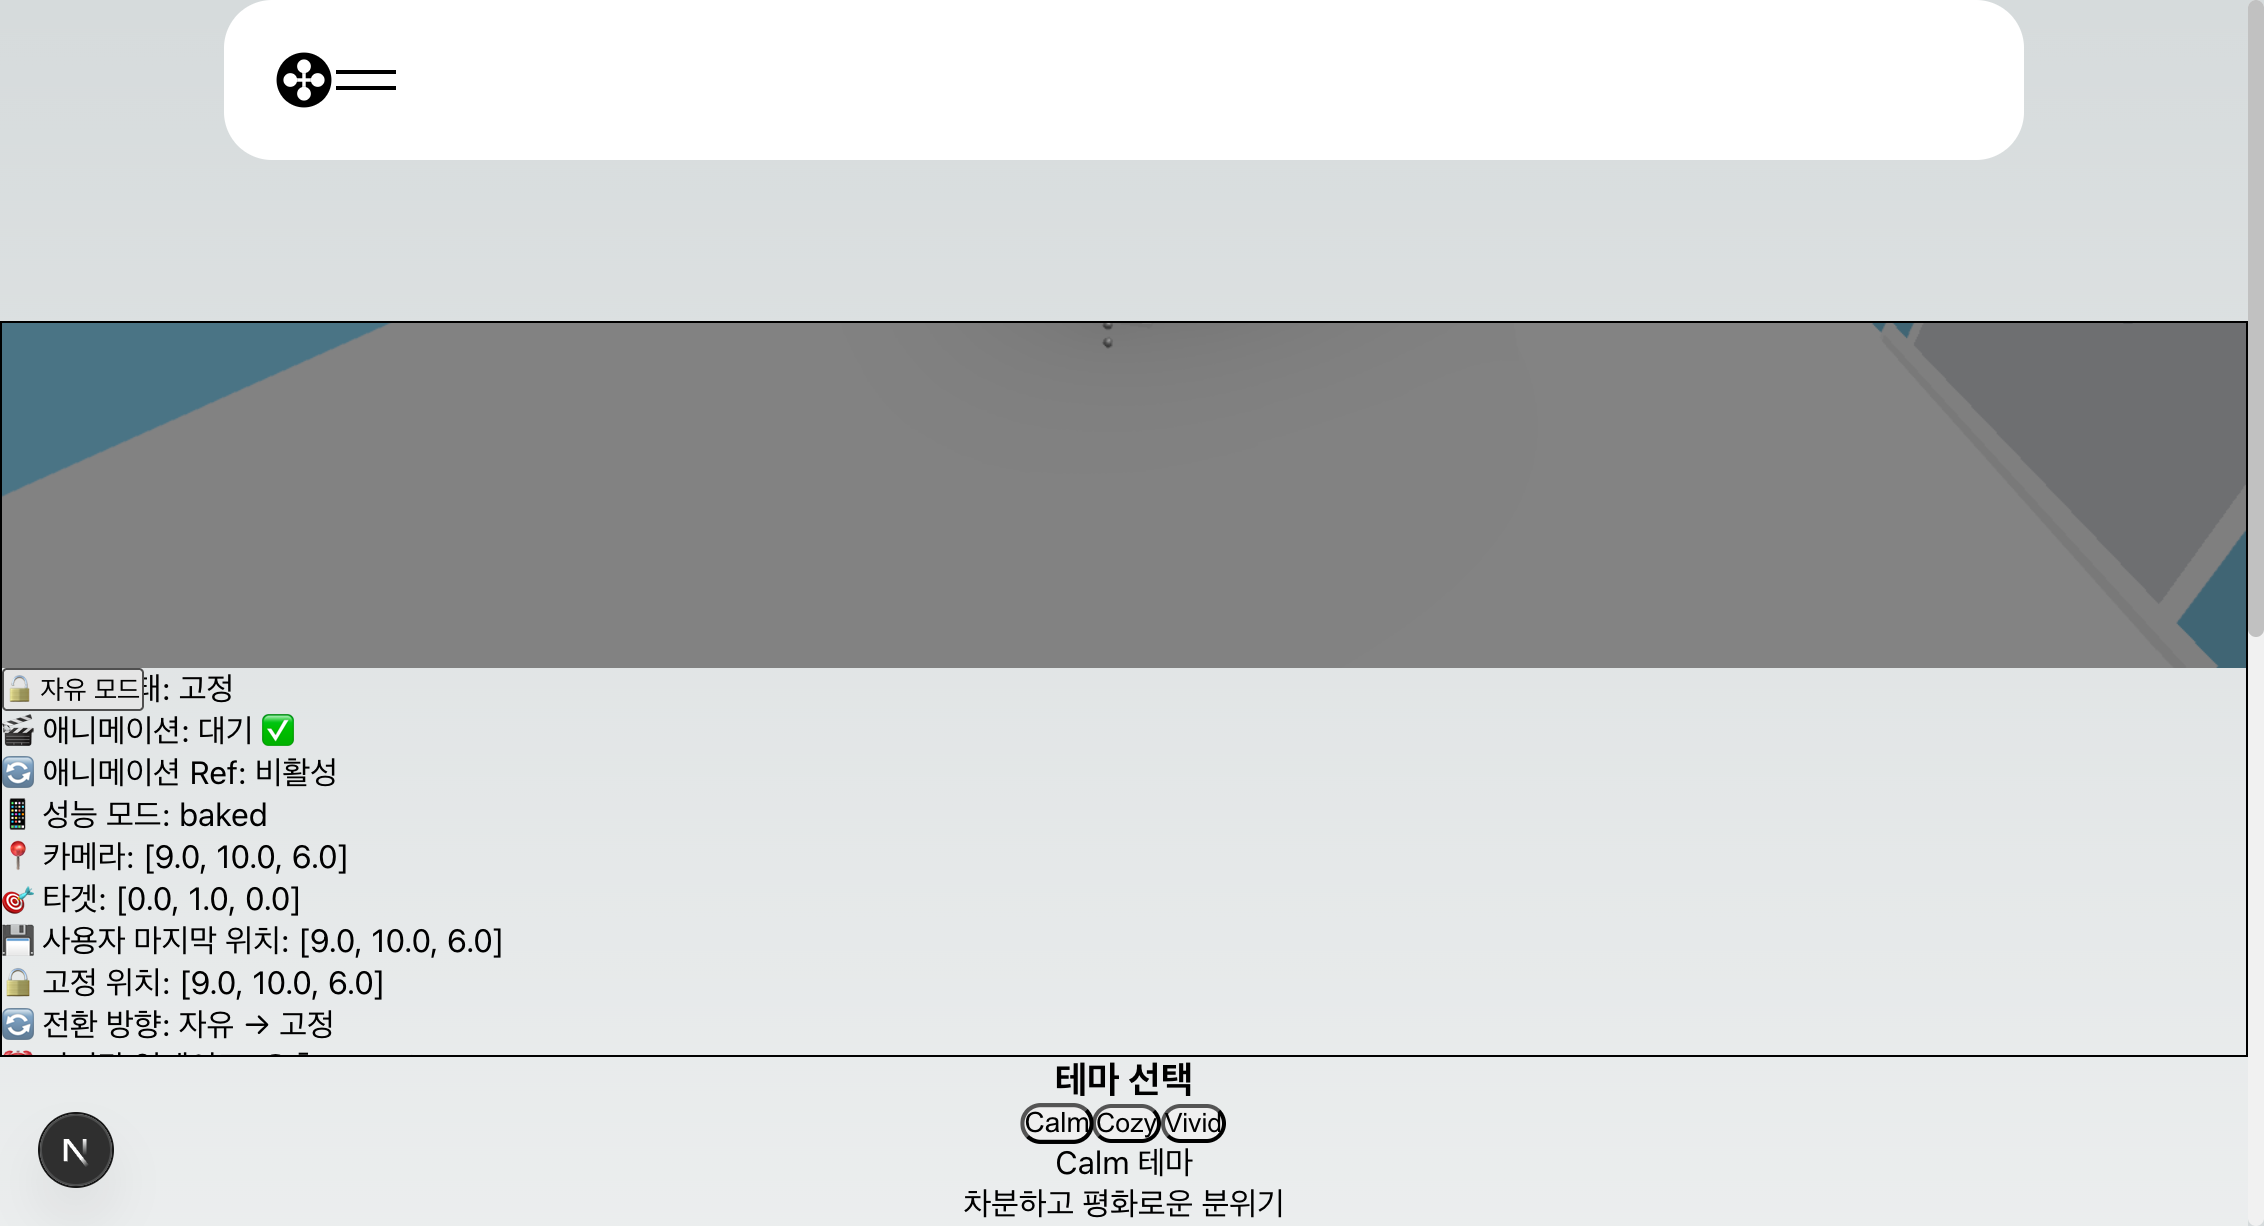 🔒 자유 모드태: 고정
🎬 애니메이션: 대기 ✅
🔄 애니메이션 Ref: 비활성
📱 성능 모드: baked
📍 카메라: [9.0, 10.0, 6.0]
🎯 타겟: [0.0, 1.0, 0.0]
💾 사용자 마지막 위치: [9.0, 10.0, 6.0]
🔒 고정 위치: [9.0, 10.0, 6.0]
🔄 전환 방향: 자유 → 고정
테마 선택
Calm Cozy Vivid
N
Calm 테마
차분하고 평화로운 분위기